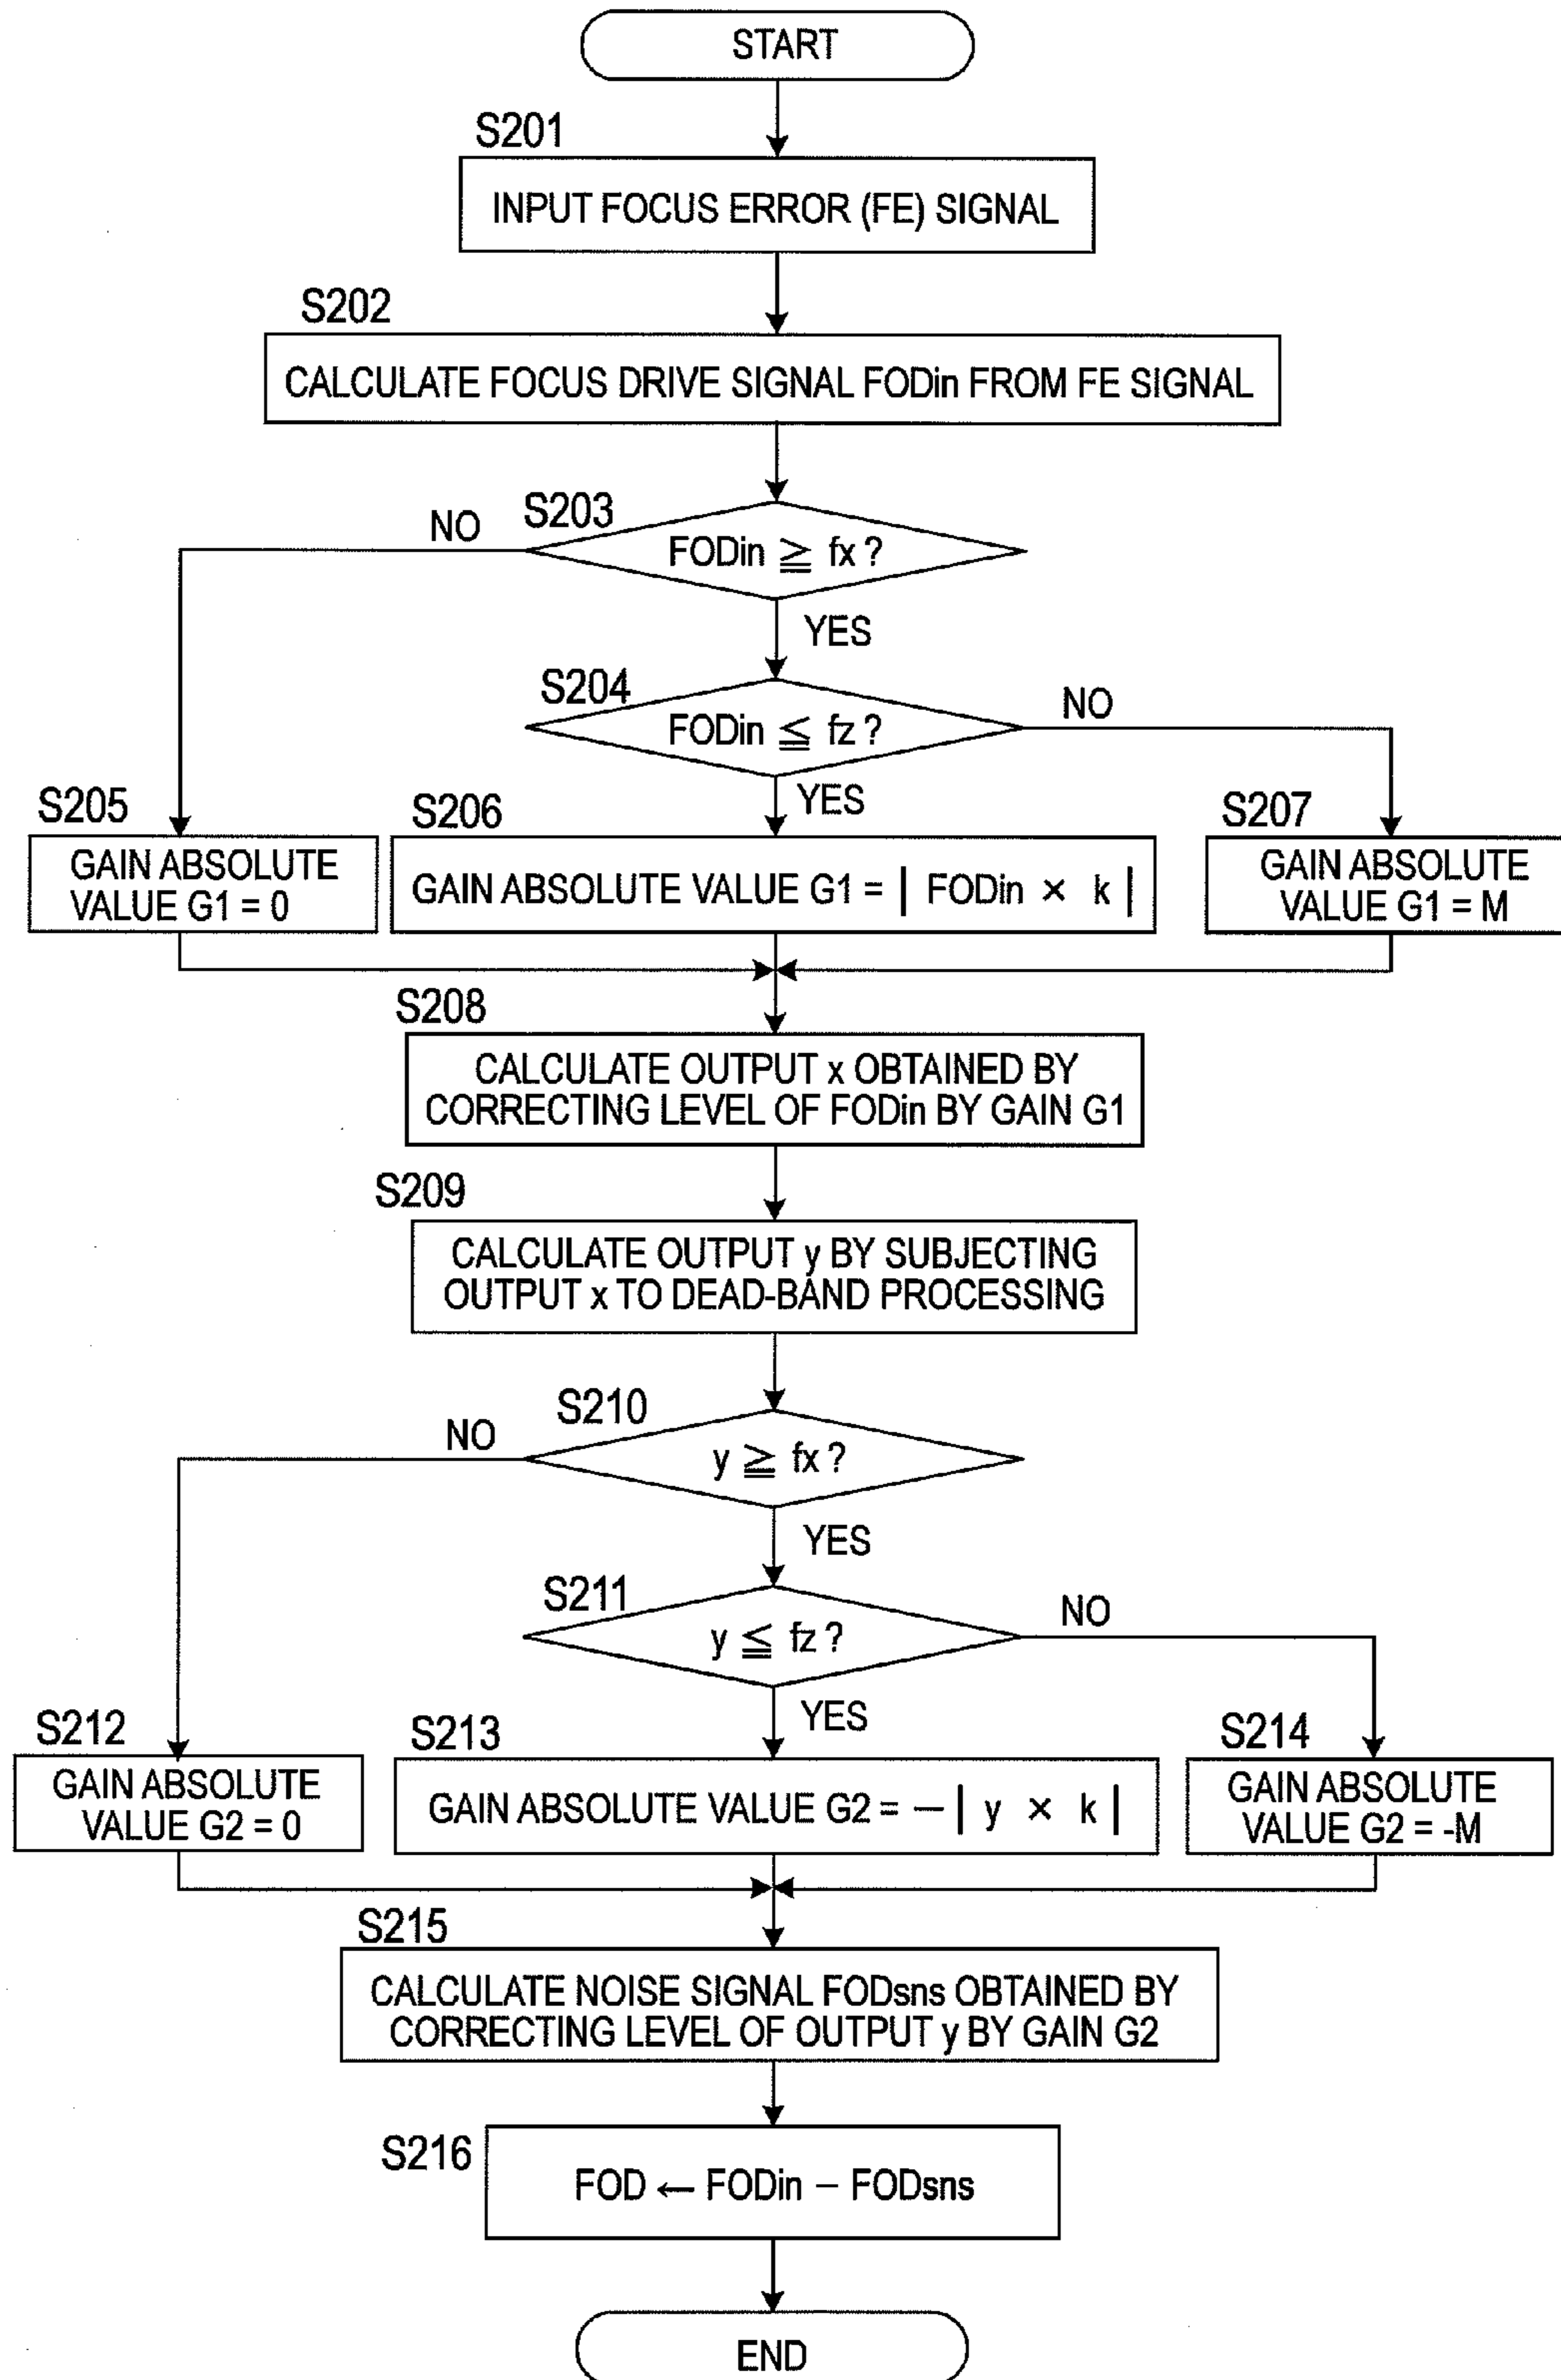 START
S201
INPUT FOCUS ERROR (FE) SIGNAL
S202
CALCULATE FOCUS DRIVE SIGNAL FODin FROM FE SIGNAL
S203
NO
FODin ≧ fx ?
YES
S204
NO
FODin ≦ fz ?
YES
S205
GAIN ABSOLUTE
VALUE G1 = 0
S206
GAIN ABSOLUTE VALUE G1 = | FODin × k |
S207
GAIN ABSOLUTE
VALUE G1 = M
S208
CALCULATE OUTPUT x OBTAINED BY
CORRECTING LEVEL OF FODin BY GAIN G1
S209
CALCULATE OUTPUT y BY SUBJECTING
OUTPUT x TO DEAD-BAND PROCESSING
S210
NO
y ≧ fx ?
YES
S211
NO
y ≦ fz ?
YES
S212
GAIN ABSOLUTE
VALUE G2 = 0
S213
GAIN ABSOLUTE VALUE G2 = — | y × k |
S214
GAIN ABSOLUTE
VALUE G2 = -M
S215
CALCULATE NOISE SIGNAL FODsns OBTAINED BY
CORRECTING LEVEL OF OUTPUT y BY GAIN G2
S216
FOD ← FODin – FODsns
END